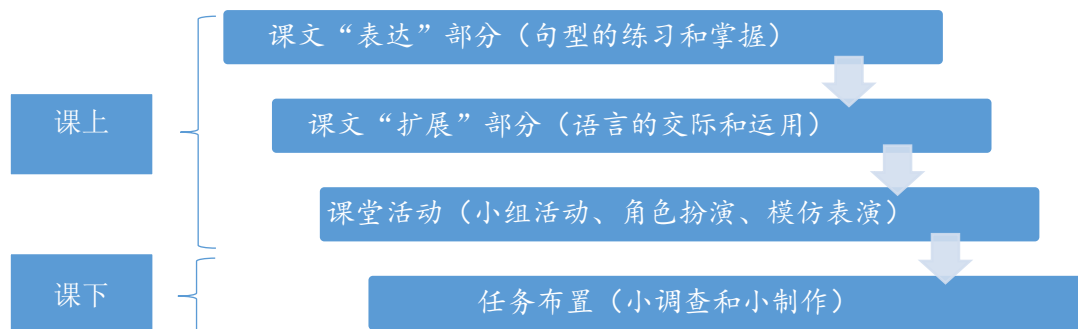 课上
课文“表达”部分（句型的练习和掌握）
课文“扩展”部分（语言的交际和运用）
课堂活动（小组活动、角色扮演、模仿表演）
课下
任务布置（小调查和小制作）